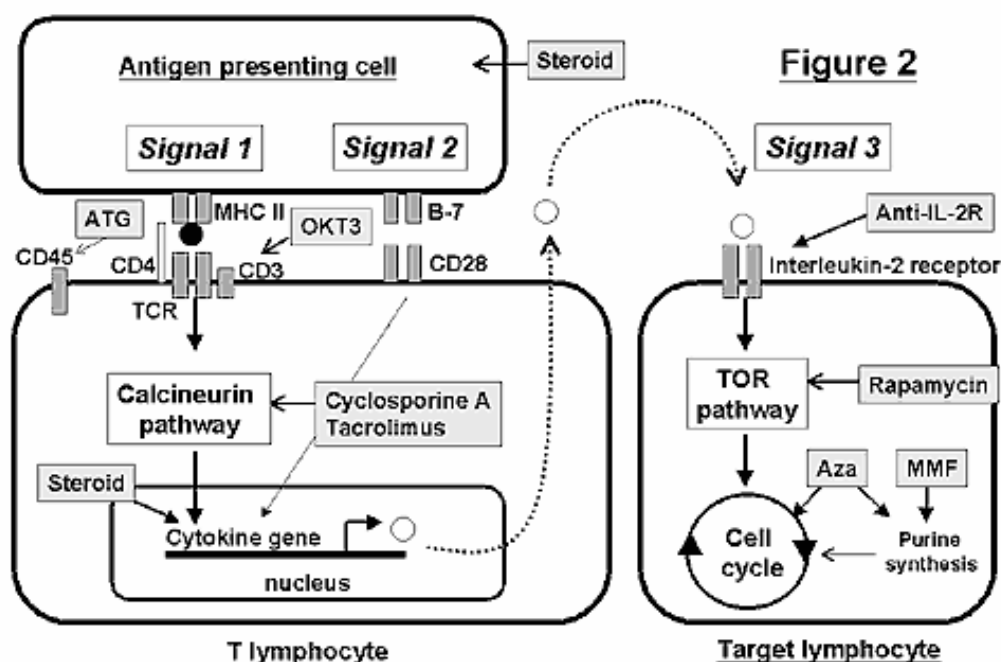 Antigen presenting cell
Steroid
Figure 2
Signal 1
Signal 2
Signal 3
ATG
MHC II
OKT3
B-7
Anti-IL-2R
CD45
CD4
CD3
CD28
Interleukin-2 receptor
TCR
Calcineurin
pathway
Cyclosporine A
Tacrolimus
TOR
pathway
Rapamycin
Steroid
Aza
MMF
Cytokine gene
nucleus
Cell
cycle
Purine
synthesis
T lymphocyte
Target lymphocyte